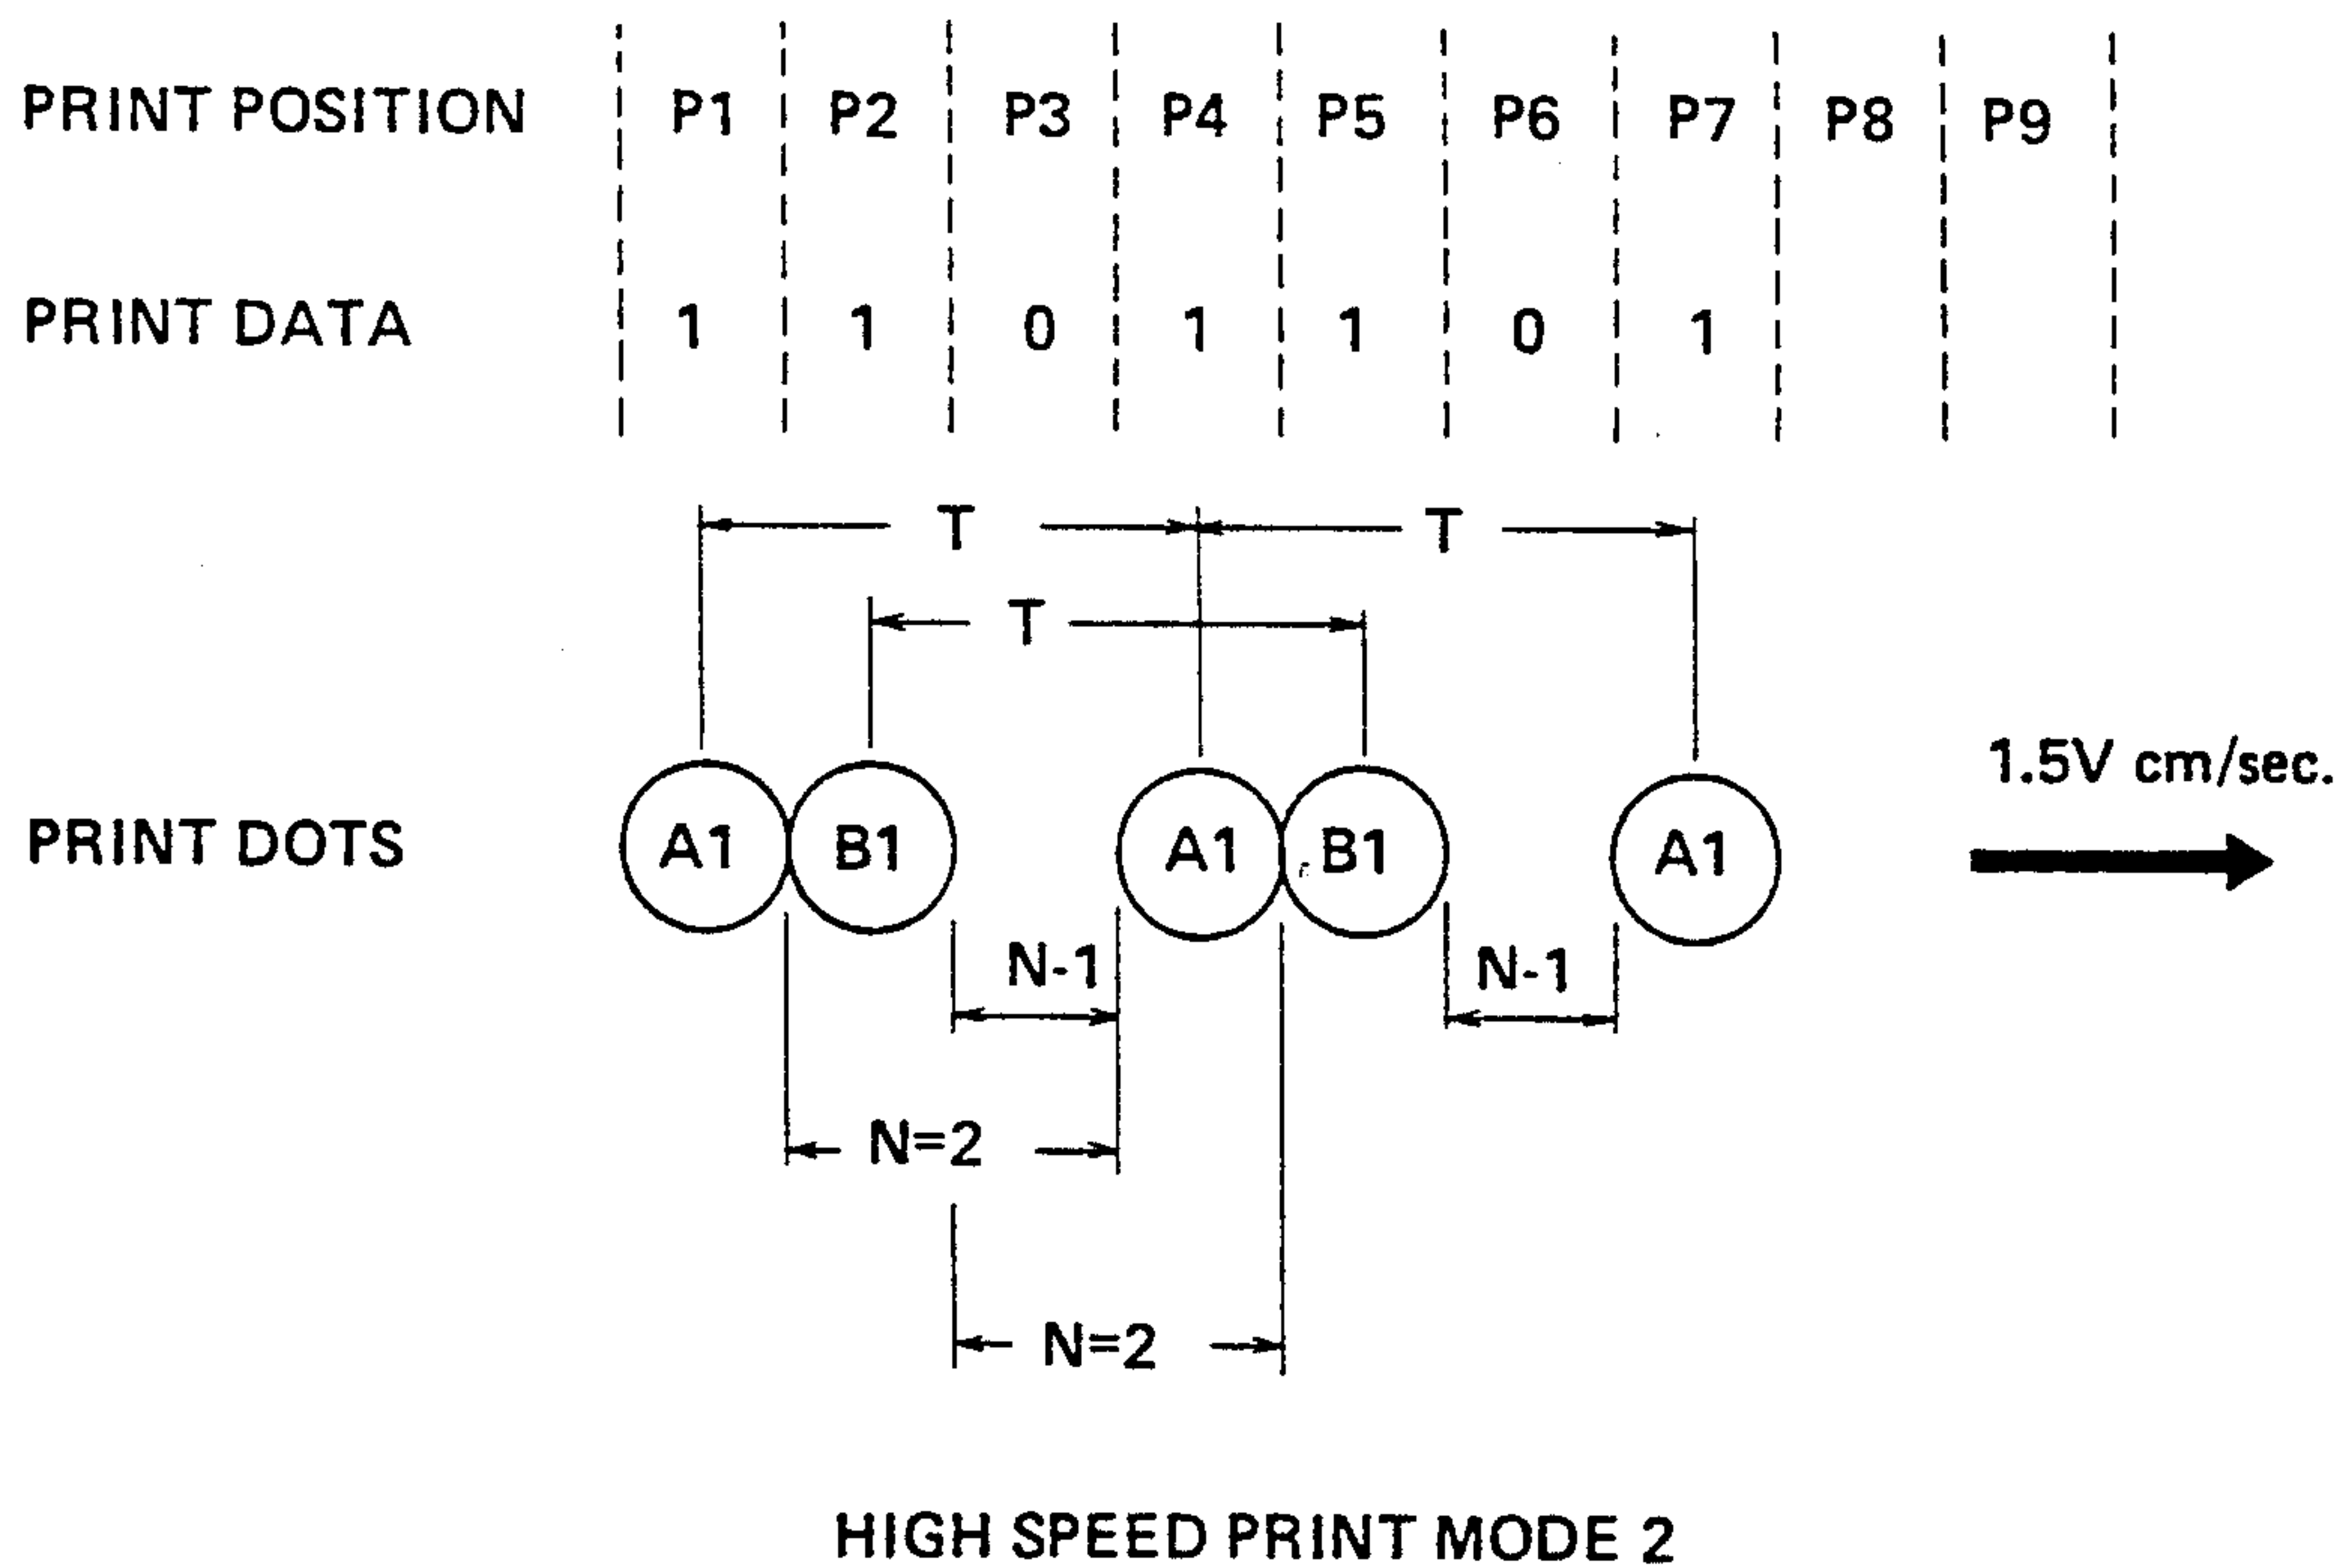 PRINT POSITION P1 P2 P3 P4 P5 P6 P7 P8 P9
PRINT DATA 1 1 0 1 1 0 1
T T
T
1.5V cm/sec.
PRINT DOTS A1 B1 A1 B1 A1
N-1 N-1
N=2
N=2
HIGH SPEED PRINT MODE 2